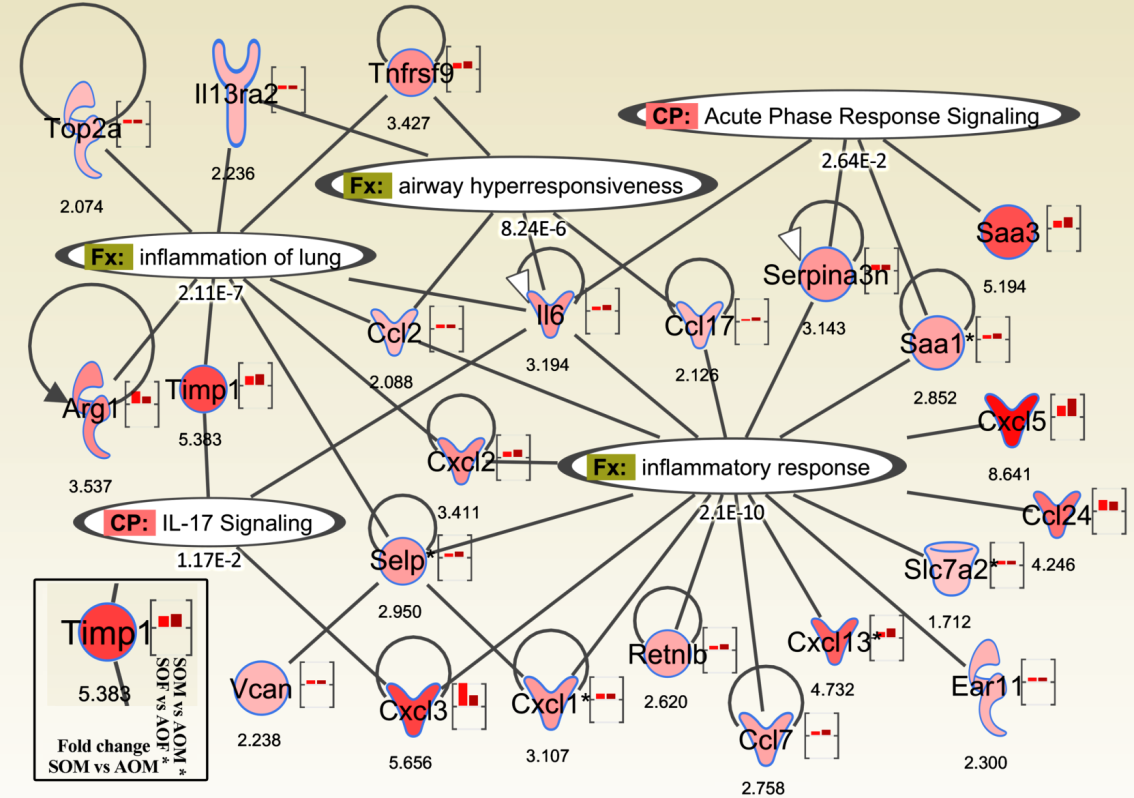 Tnfrsf9
3.427
Il13ra2
2.236
Top2a
2.074
CP: Acute Phase Response Signaling
2.64E-2
Fx: airway hyperresponsiveness
8.24E-6
Fx: inflammation of lung
2.11E-7
Saa3
5.194
Serpina3n
3.143
Il6
3.194
Ccl2
2.088
Ccl17
2.126
Saa1*
2.852
Arg1
3.537
Timp1
5.383
Cxcl5
8.641
Cxcl2
3.411
Fx: inflammatory response
2.1E-10
CP: IL-17 Signaling
1.17E-2
Ccl24
4.246
Selp*
2.950
Slc7a2*
1.712
Vcan
2.238
Cxcl3
5.656
Cxcl1*
3.107
Retnlb
2.620
Cxcl13*
4.732
Ccl7
2.758
Ear11
2.300
Timp1
5.383
SOM vs AOM *
SOF vs AOF *
Fold change
SOM vs AOM